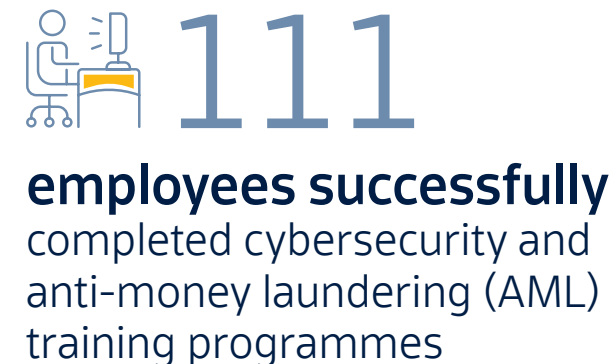 111
employees successfully
completed cybersecurity and
anti-money laundering (AML)
training programmes